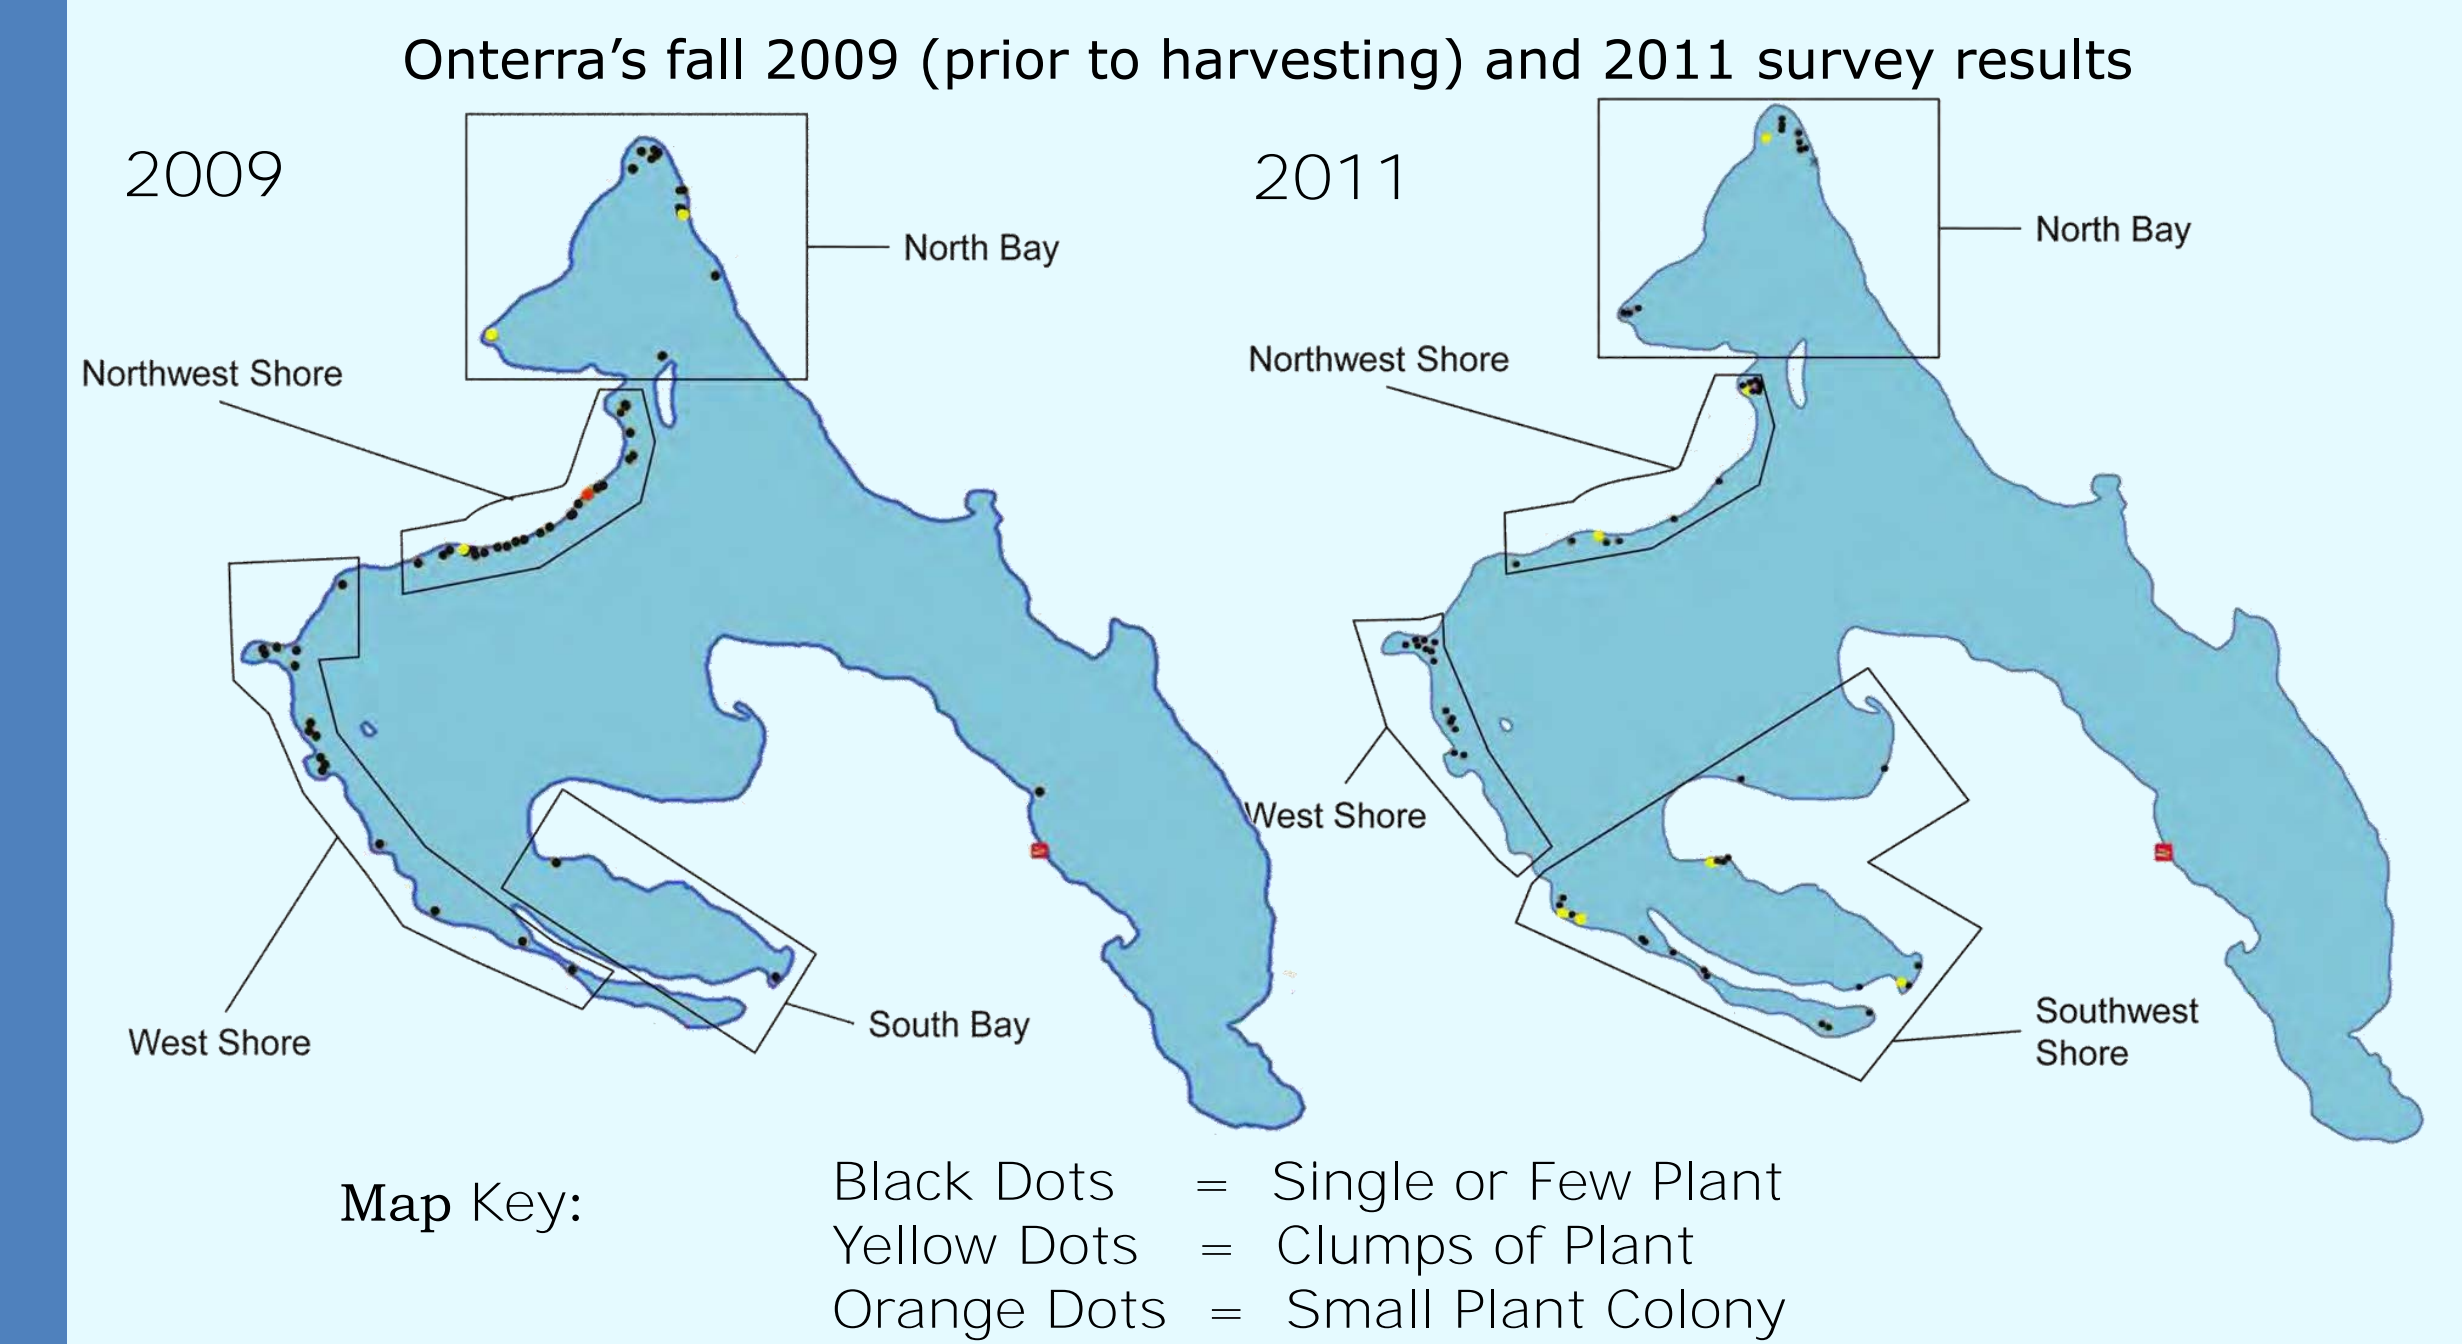 Onterra’s fall 2009 (prior to harvesting) and 2011 survey results
2009
North Bay
Northwest Shore
West Shore
South Bay
2011
North Bay
Northwest Shore
West Shore
Southwest
Shore
Map Key:
Black Dots = Single or Few Plant
Yellow Dots = Clumps of Plant
Orange Dots = Small Plant Colony